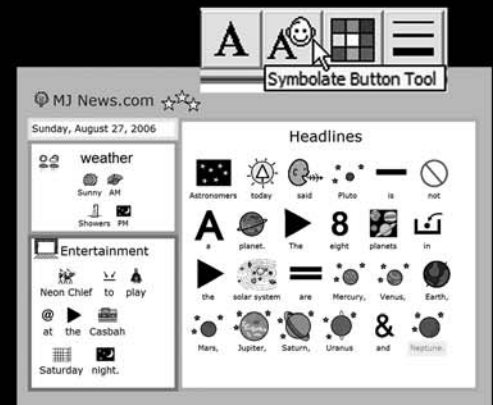 A A
Symbolate Button Tool
MJ News.com
Sunday, August 27, 2006
weather
Sunny AM
Showers PM
Entertainment
Neon Chief to play
@
at the Casbah
Saturday night.
Headlines
Astronomers today said Pluto is not
A 8
a planet. The eight planets in
the solar system are Mercury, Venus, Earth,
&
Mars, Jupiter, Saturn, Uranus and Neptune.